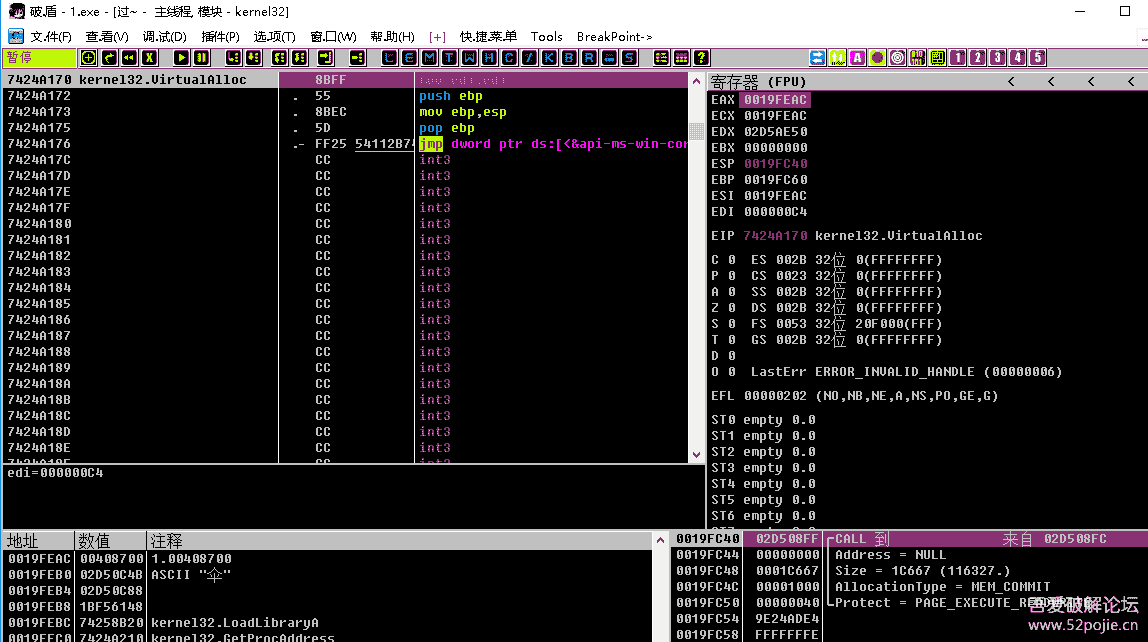 破.盾 - 1.exe - [过~ - 主线程, 模块 - kernel32]
文件(F) 查看(V) 调试(D) 插件(P) 选项(T) 窗口(W) 帮助(H) [+] 快捷菜单 Tools BreakPoint->
暂停 L E M T W H C / K B R ... S ? A 1 2 3 4 5
7424A170 kernel32.VirtualAlloc 8BFF mov edi,edi
7424A172 . 55 push ebp
7424A173 . 8BEC mov ebp,esp
7424A175 . 5D pop ebp
7424A176 .- FF25 54112B74 jmp dword ptr ds:[<&api-ms-win-cor
7424A17C CC int3
7424A17D CC int3
7424A17E CC int3
7424A17F CC int3
7424A180 CC int3
7424A181 CC int3
7424A182 CC int3
7424A183 CC int3
7424A184 CC int3
7424A185 CC int3
7424A186 CC int3
7424A187 CC int3
7424A188 CC int3
7424A189 CC int3
7424A18A CC int3
7424A18B CC int3
7424A18C CC int3
7424A18D CC int3
7424A18E CC int3
edi=000000C4
寄存器 (FPU) < < < <
EAX 0019FEAC
ECX 0019FEAC
EDX 02D5AE50
EBX 00000000
ESP 0019FC40
EBP 0019FC60
ESI 0019FEAC
EDI 000000C4
EIP 7424A170 kernel32.VirtualAlloc
C 0 ES 002B 32位 0(FFFFFFFF)
P 0 CS 0023 32位 0(FFFFFFFF)
A 0 SS 002B 32位 0(FFFFFFFF)
Z 0 DS 002B 32位 0(FFFFFFFF)
S 0 FS 0053 32位 20F000(FFF)
T 0 GS 002B 32位 0(FFFFFFFF)
D 0
O 0 LastErr ERROR_INVALID_HANDLE (00000006)
EFL 00000202 (NO,NB,NE,A,NS,PO,GE,G)
ST0 empty 0.0
ST1 empty 0.0
ST2 empty 0.0
ST3 empty 0.0
ST4 empty 0.0
ST5 empty 0.0
ST6 empty 0.0
地址 数值 注释
0019FEAC 00408700 1.00408700
0019FEB0 02D50C4B ASCII "伞"
0019FEB4 02D50C88
0019FEB8 1BF56148
0019FEBC 74258B20 kernel32.LoadLibraryA
0019FEC0 7424A210 kernel32.GetProcAddress
0019FC40 02D508FF CALL 到 来自 02D508FC
0019FC44 00000000 Address = NULL
0019FC48 0001C667 Size = 1C667 (116327.)
0019FC4C 00001000 AllocationType = MEM_COMMIT
0019FC50 00000040 Protect = PAGE_EXECUTE_READWRITE
0019FC54 9E24ADE4
0019FC58 FFFFFFFE
吾爱破解论坛
www.52pojie.cn